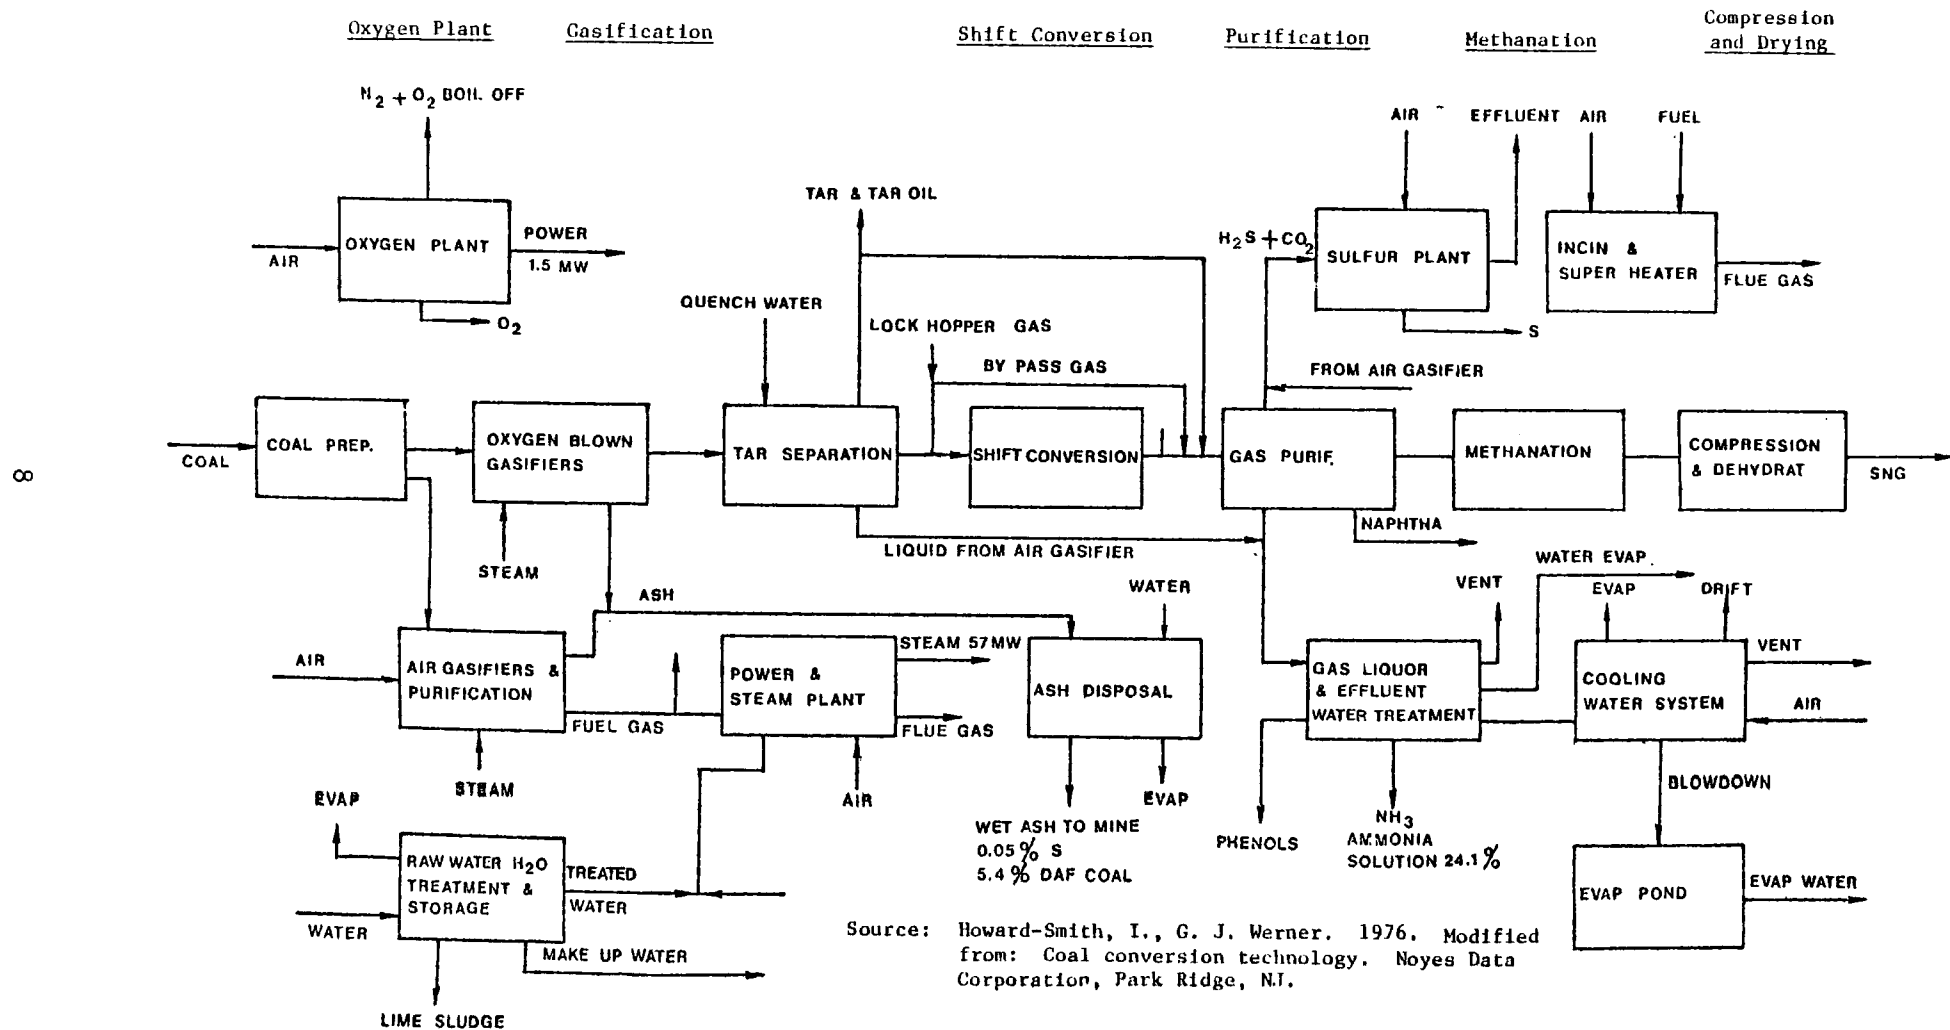 Oxygen Plant
Gasification
Shift Conversion
Purification
Methanation
Compression
and Drying
N2 + O2 BOIL OFF
AIR
EFFLUENT
AIR
FUEL
TAR & TAR OIL
OXYGEN PLANT
POWER
1.5 MW
AIR
O2
H2S + CO2
SULFUR PLANT
INCIN &
SUPER HEATER
FLUE GAS
S
QUENCH WATER
LOCK HOPPER GAS
BY PASS GAS
FROM AIR GASIFIER
COAL
COAL PREP.
OXYGEN BLOWN
GASIFIERS
TAR SEPARATION
SHIFT CONVERSION
GAS PURIF.
METHANATION
COMPRESSION
& DEHYDRAT
SNG
8
STEAM
LIQUID FROM AIR GASIFIER
NAPHTHA
ASH
WATER
VENT
WATER EVAP.
EVAP
DRIFT
AIR
AIR GASIFIERS &
PURIFICATION
FUEL GAS
STEAM
POWER &
STEAM PLANT
STEAM 57 MW
FLUE GAS
AIR
ASH DISPOSAL
EVAP
WET ASH TO MINE
0.05 % S
5.4 % DAF COAL
GAS LIQUOR
& EFFLUENT
WATER TREATMENT
PHENOLS
NH3
AMMONIA
SOLUTION 24.1 %
COOLING
WATER SYSTEM
VENT
AIR
BLOWDOWN
EVAP POND
EVAP WATER
EVAP
RAW WATER H2O
TREATMENT &
STORAGE
TREATED
WATER
WATER
MAKE UP WATER
LIME SLUDGE
Source: Howard-Smith, I., G. J. Werner. 1976. Modified
from: Coal conversion technology. Noyes Data
Corporation, Park Ridge, NJ.